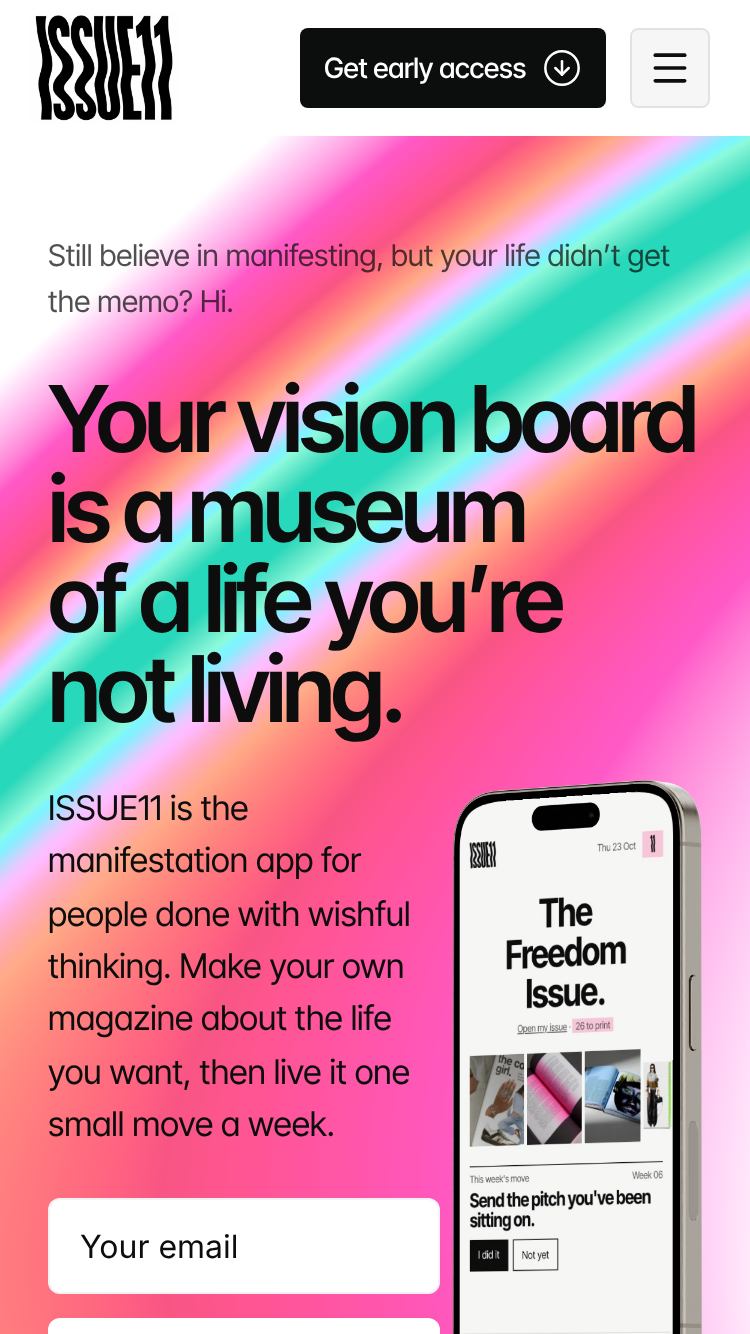 ISSUE11
Get early access
Still believe in manifesting, but your life didn’t get
the memo? Hi.
Your vision board
is a museum
of a life you’re
not living.
ISSUE11 is the
manifestation app for
people done with wishful
thinking. Make your own
magazine about the life
you want, then live it one
small move a week.
Your email
ISSUE11
Thu 23 Oct
The
Freedom
Issue.
Open my issue · 26 to print
This week's move
Week 06
Send the pitch you've been
sitting on.
I did it
Not yet